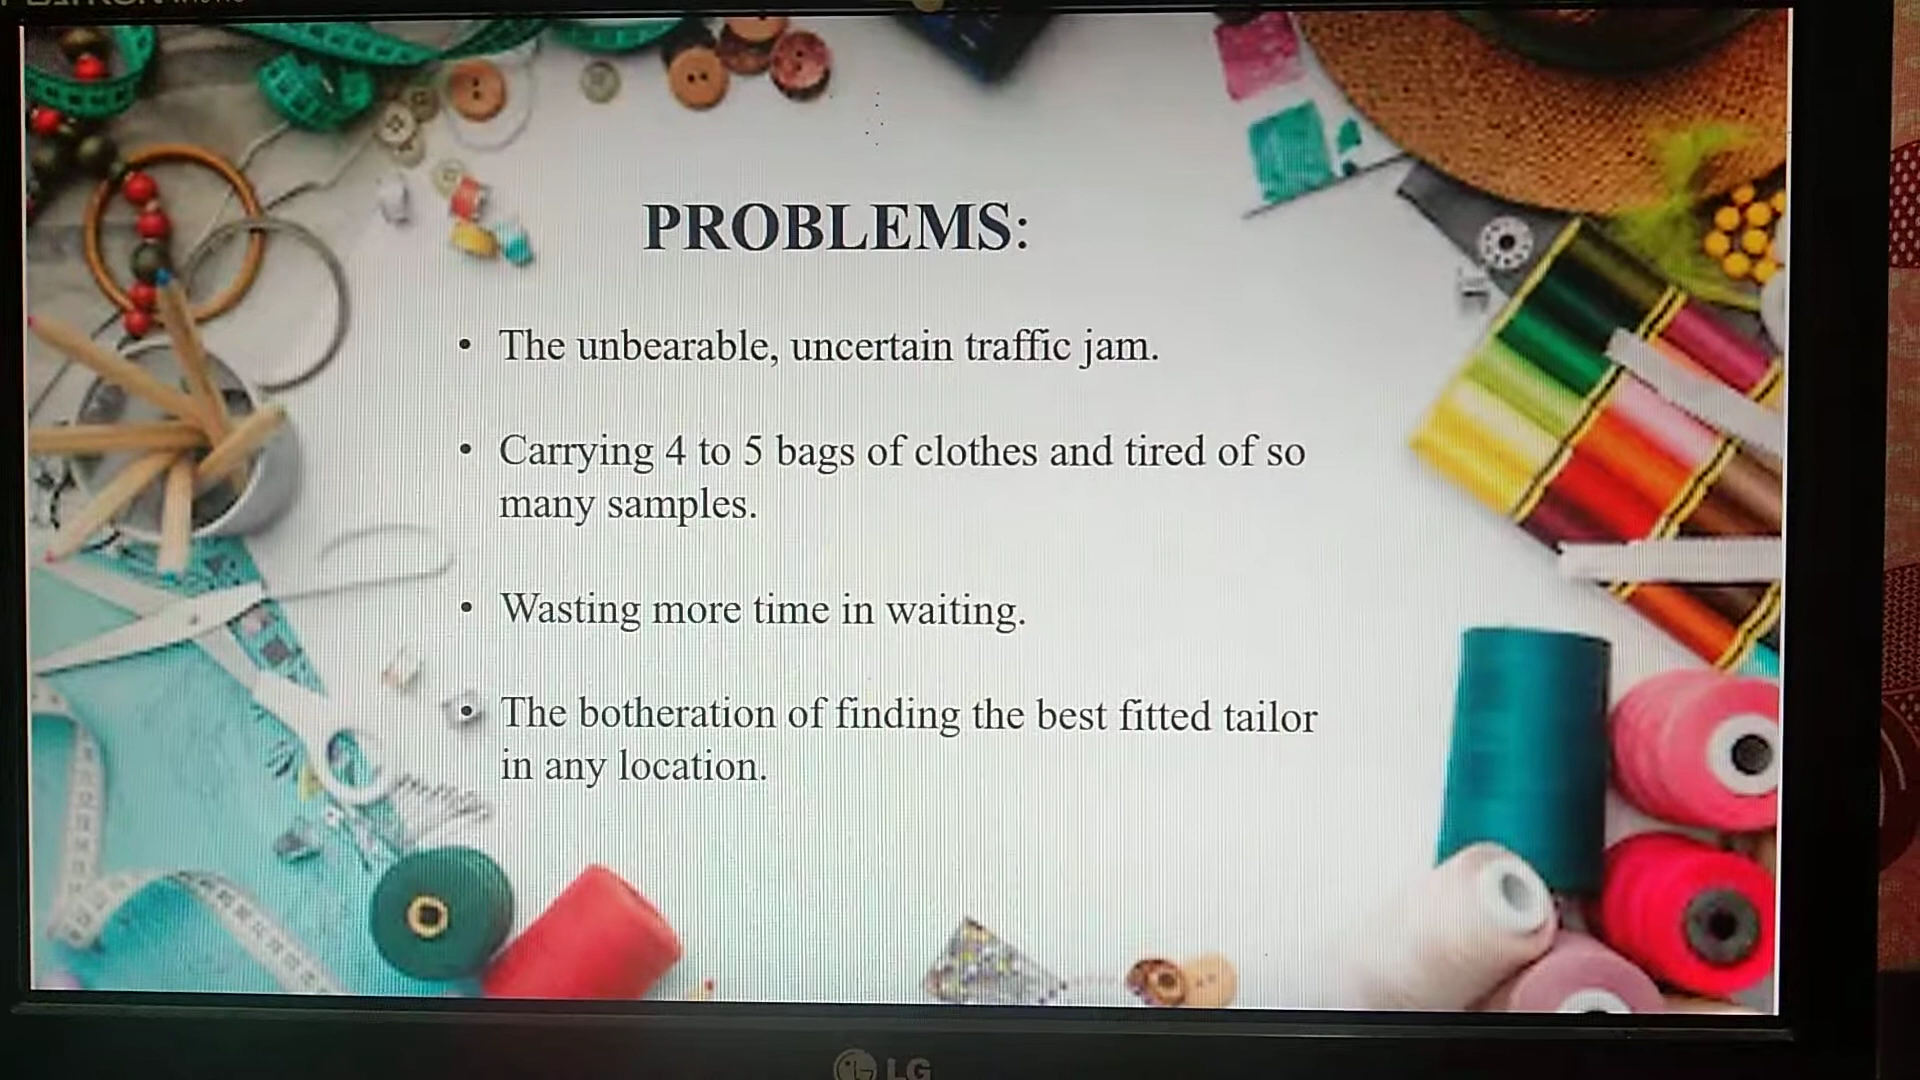 PROBLEMS:
• The unbearable, uncertain traffic jam.
• Carrying 4 to 5 bags of clothes and tired of so
many samples.
• Wasting more time in waiting.
• The botheration of finding the best fitted tailor
in any location.
LG